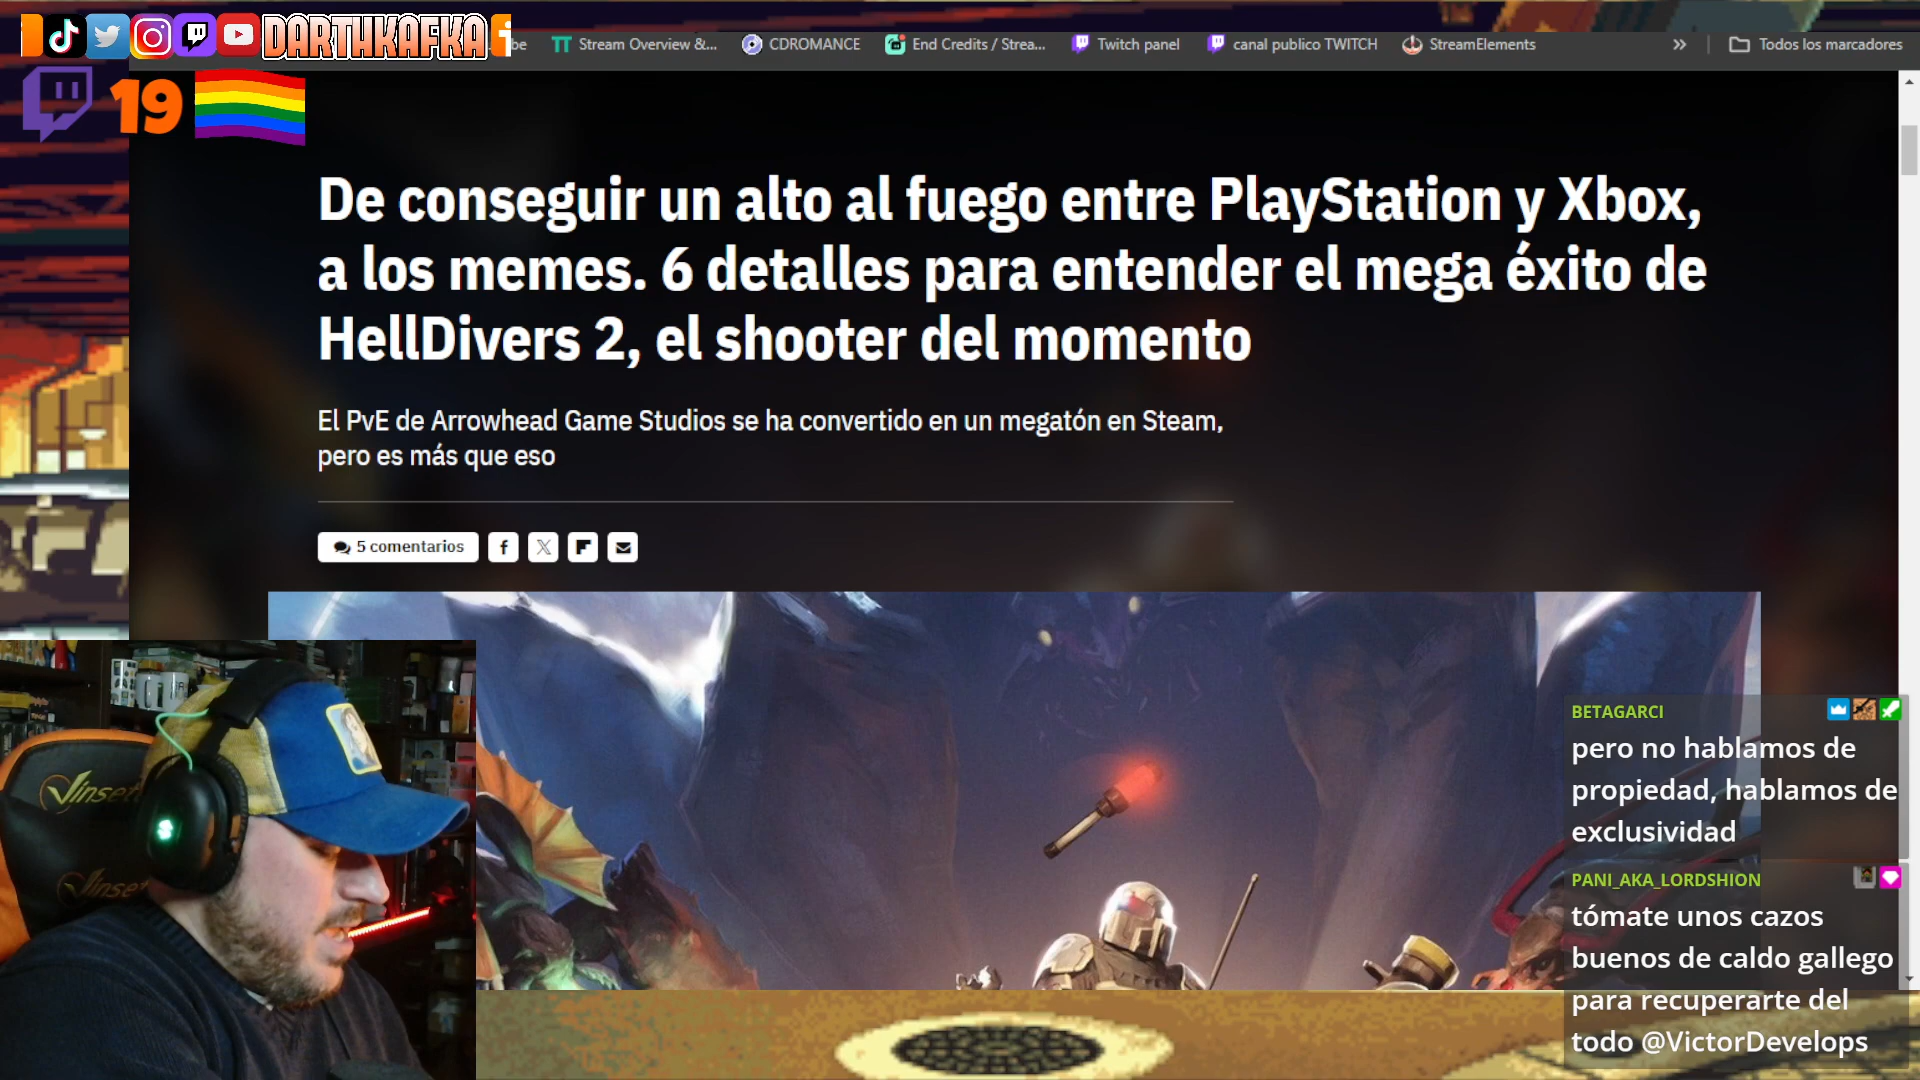 DARTHKAFKA
be
Stream Overview &...
CDROMANCE
End Credits / Strea...
Twitch panel
canal publico TWITCH
StreamElements
»
Todos los marcadores
19
De conseguir un alto al fuego entre PlayStation y Xbox,
a los memes. 6 detalles para entender el mega éxito de
HellDivers 2, el shooter del momento
El PvE de Arrowhead Game Studios se ha convertido en un megatón en Steam,
pero es más que eso
5 comentarios
Vinset
Vinset
BETAGARCI
pero no hablamos de
propiedad, hablamos de
exclusividad
PANI_AKA_LORDSHION
tómate unos cazos
buenos de caldo gallego
para recuperarte del
todo @VictorDevelops